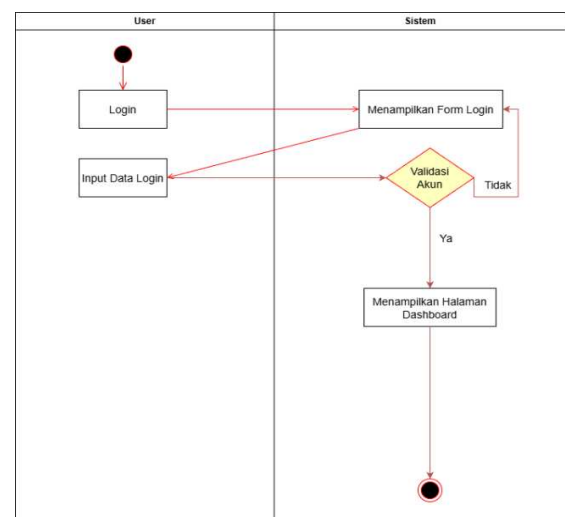 User
Sistem
Login
Menampilkan Form Login
Input Data Login
Validasi
Akun
Tidak
Ya
Menampilkan Halaman
Dashboard